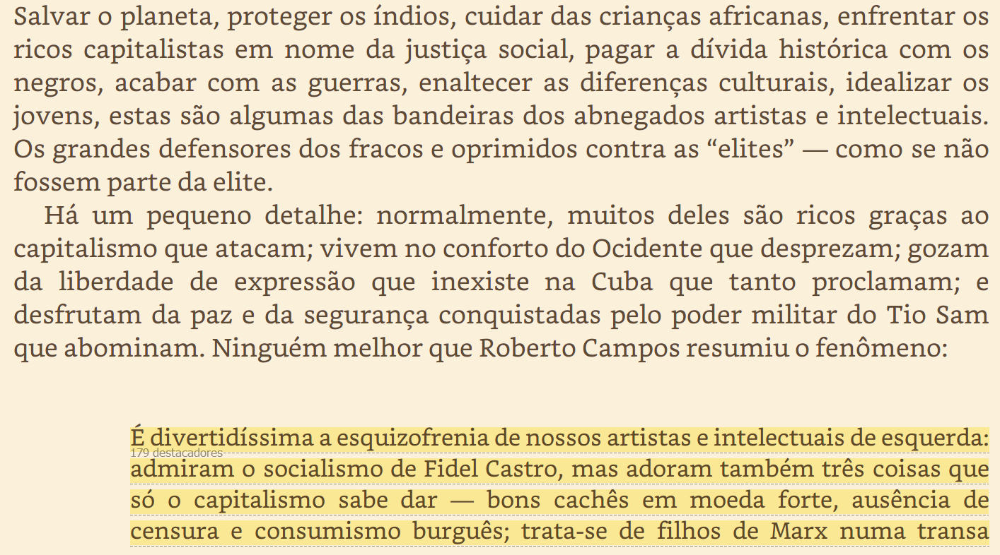 Salvar o planeta, proteger os índios, cuidar das crianças africanas, enfrentar os
ricos capitalistas em nome da justiça social, pagar a dívida histórica com os
negros, acabar com as guerras, enaltecer as diferenças culturais, idealizar os
jovens, estas são algumas das bandeiras dos abnegados artistas e intelectuais.
Os grandes defensores dos fracos e oprimidos contra as “elites” — como se não
fossem parte da elite.
Há um pequeno detalhe: normalmente, muitos deles são ricos graças ao
capitalismo que atacam; vivem no conforto do Ocidente que desprezam; gozam
da liberdade de expressão que inexiste na Cuba que tanto proclamam; e
desfrutam da paz e da segurança conquistadas pelo poder militar do Tio Sam
que abominam. Ninguém melhor que Roberto Campos resumiu o fenômeno:
É divertidíssima a esquizofrenia de nossos artistas e intelectuais de esquerda:
179 destacadores
admiram o socialismo de Fidel Castro, mas adoram também três coisas que
só o capitalismo sabe dar — bons cachês em moeda forte, ausência de
censura e consumismo burguês; trata-se de filhos de Marx numa transa